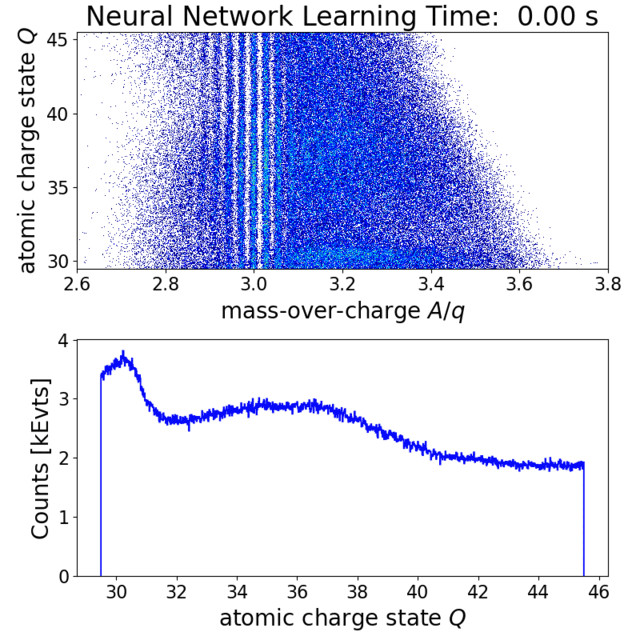 Neural Network Learning Time:  0.00 s
atomic charge state Q
45
40
35
30
2.6 2.8 3.0 3.2 3.4 3.6 3.8
mass-over-charge A/q
Counts [kEvts]
4
3
2
1
0
30 32 34 36 38 40 42 44 46
atomic charge state Q